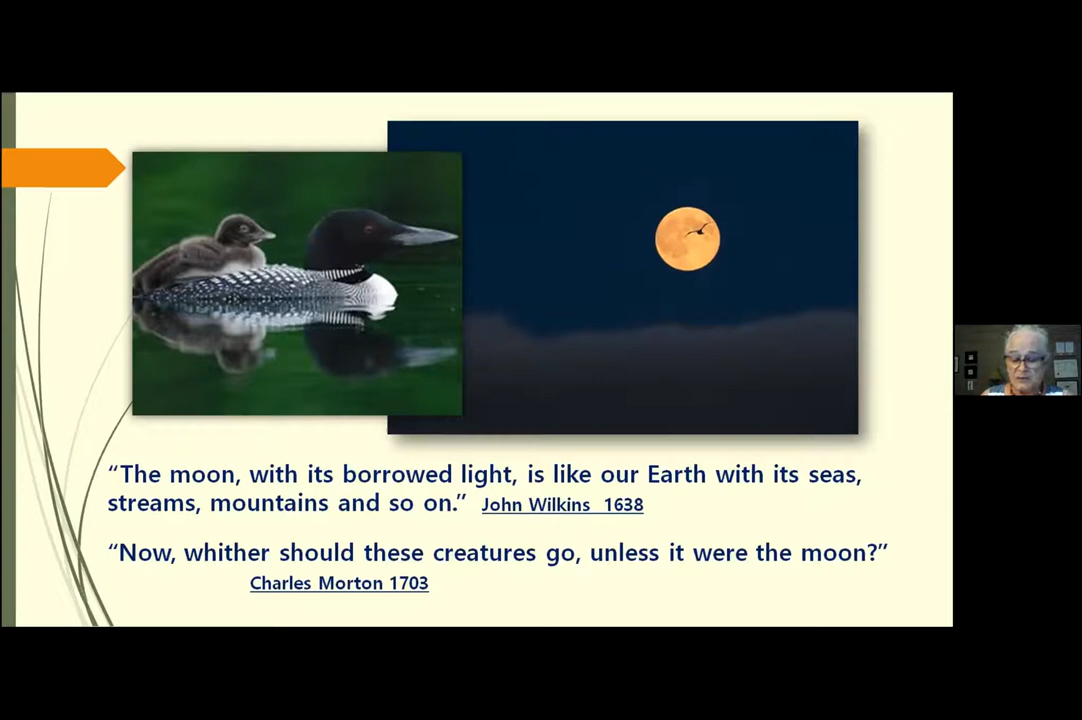 “The moon, with its borrowed light, is like our Earth with its seas,
streams, mountains and so on.” John Wilkins 1638
“Now, whither should these creatures go, unless it were the moon?”
Charles Morton 1703